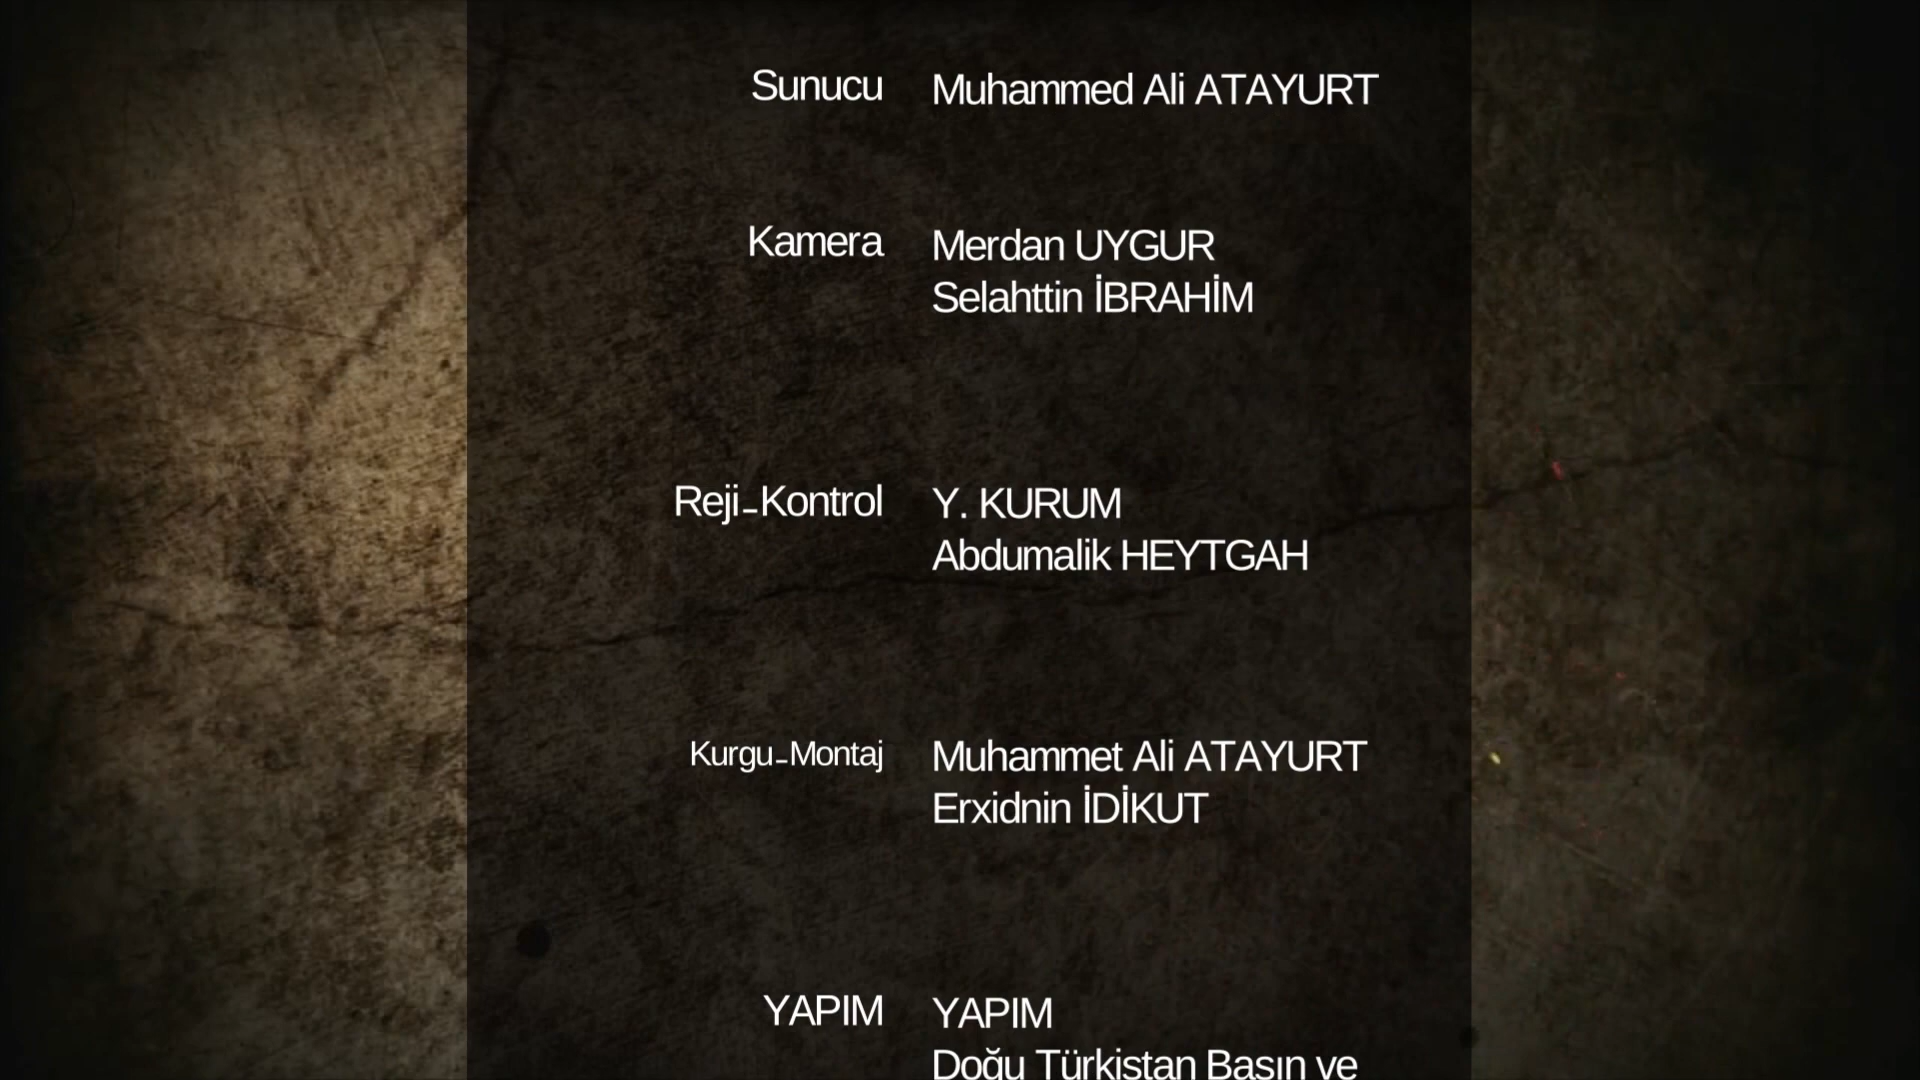 Sunucu Muhammed Ali ATAYURT
Kamera Merdan UYGUR
Selahttin İBRAHİM
Reji-Kontrol Y. KURUM
Abdumalik HEYTGAH
Kurgu-Montaj Muhammet Ali ATAYURT
Erxidnin İDİKUT
YAPIM YAPIM
Doğu Türkistan Basın ve